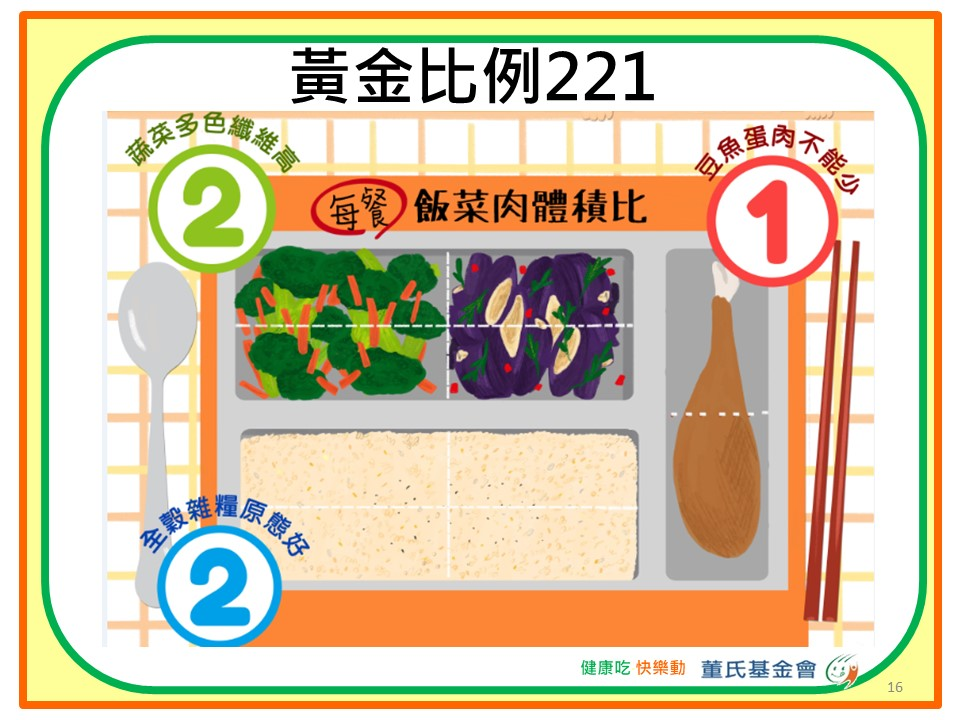 黃金比例221
蔬菜多色纖維高
2
每餐 飯菜肉體積比
豆魚蛋肉不能少
1
全穀雜糧原態好
2
健康吃 快樂動 董氏基金會
16